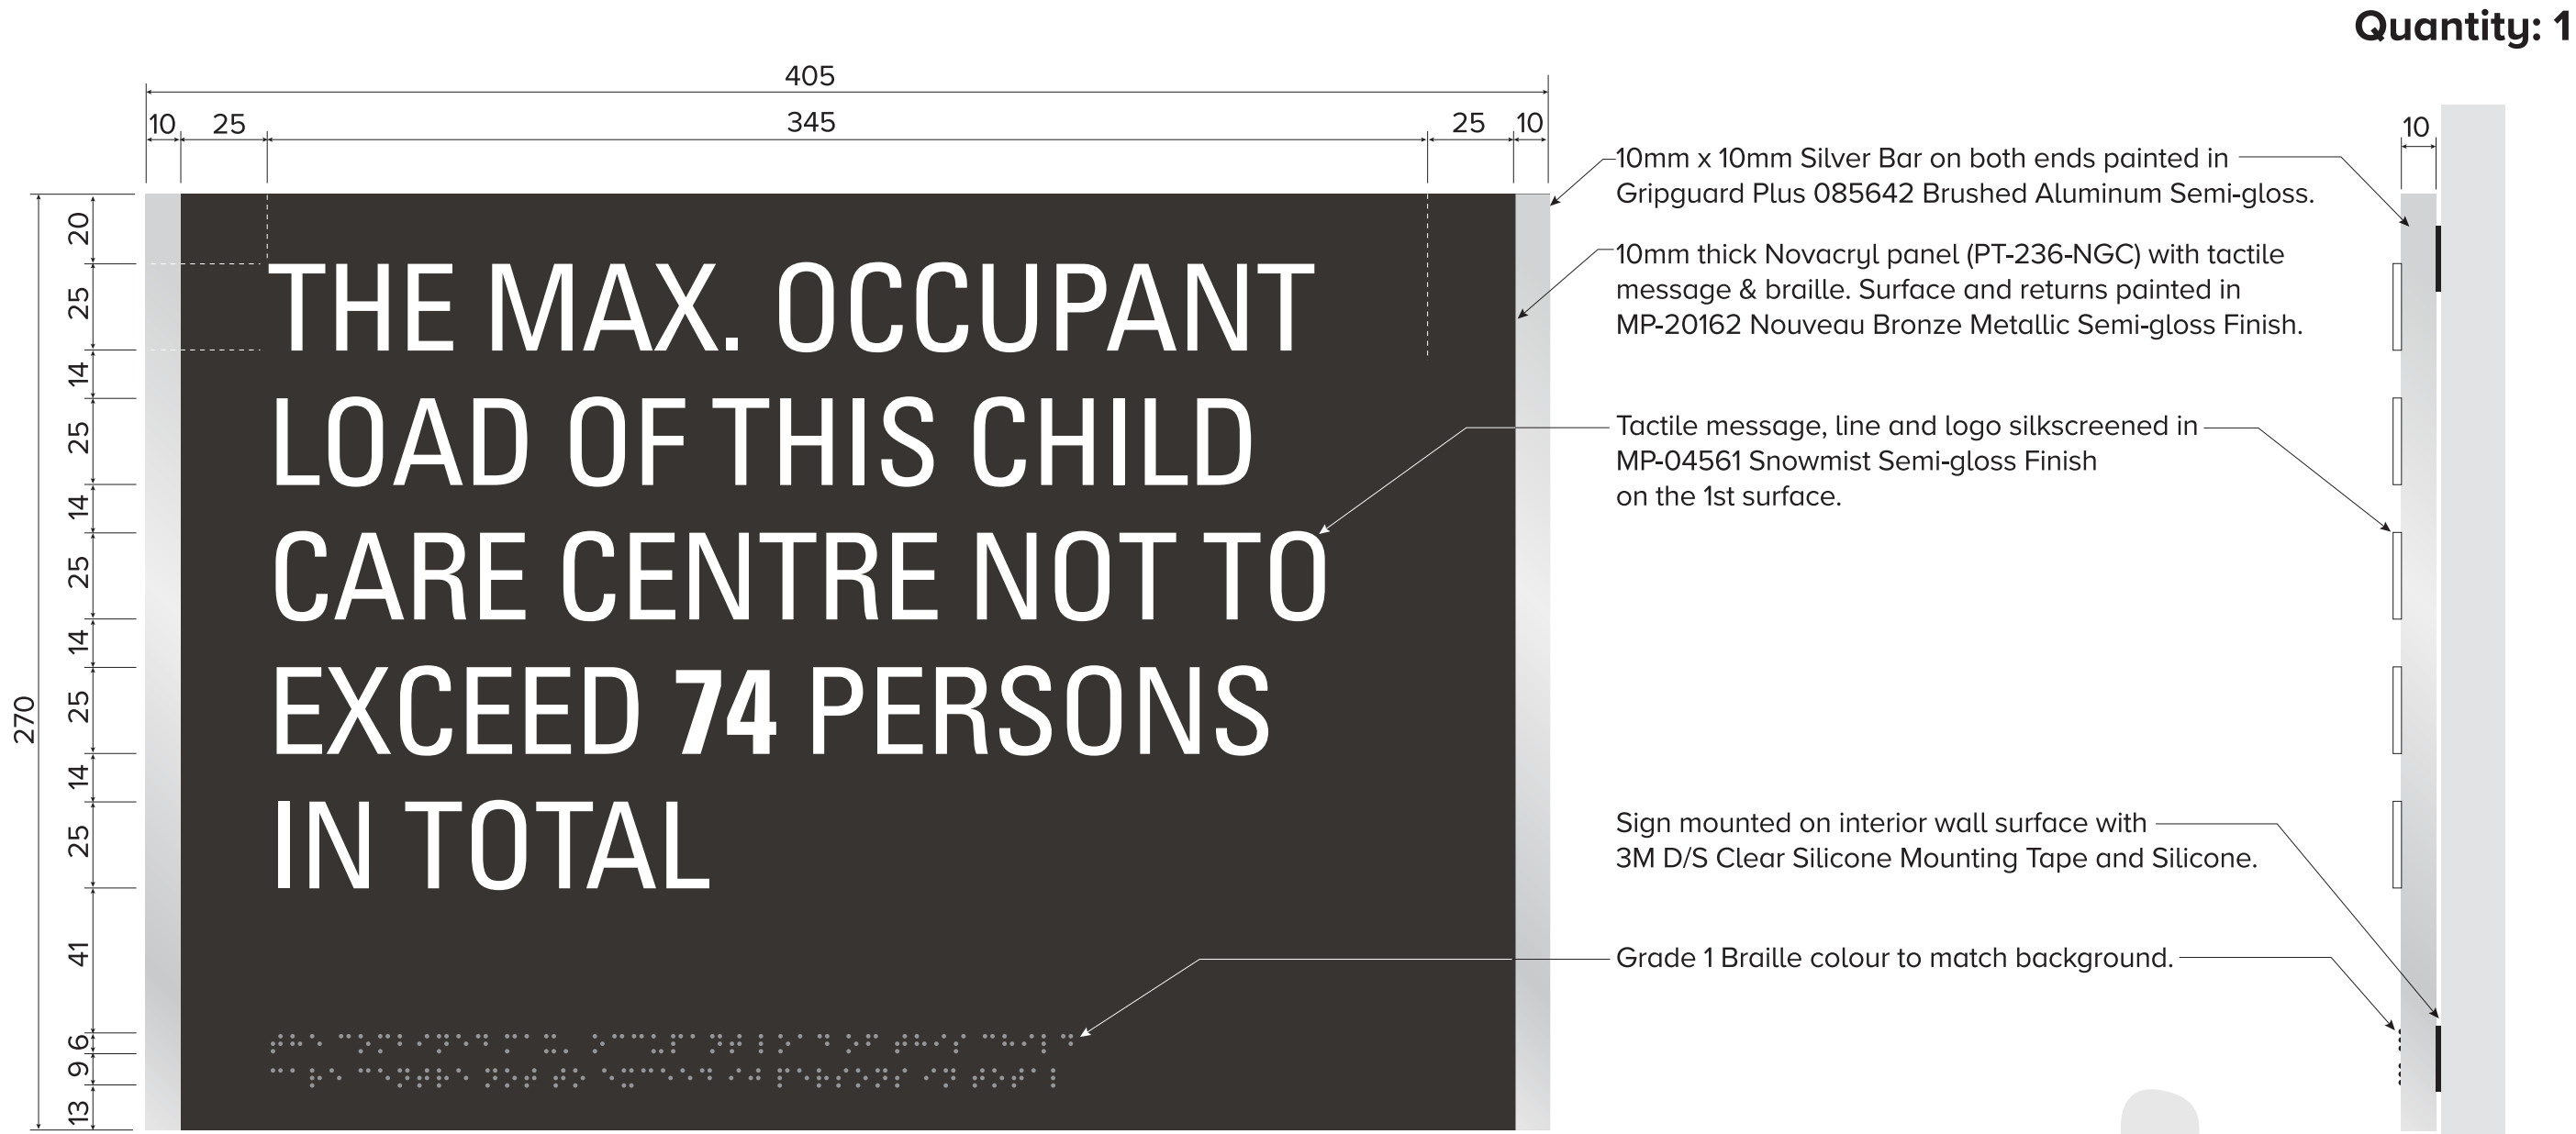 Quantity: 1
405
10 25 345 25 10
10
270
20
25
14
25
14
25
14
25
14
25
41
6
9
13
THE MAX. OCCUPANT
LOAD OF THIS CHILD
CARE CENTRE NOT TO
EXCEED 74 PERSONS
IN TOTAL
10mm x 10mm Silver Bar on both ends painted in
Gripguard Plus 085642 Brushed Aluminum Semi-gloss.
10mm thick Novacryl panel (PT-236-NGC) with tactile
message & braille. Surface and returns painted in
MP-20162 Nouveau Bronze Metallic Semi-gloss Finish.
Tactile message, line and logo silkscreened in
MP-04561 Snowmist Semi-gloss Finish
on the 1st surface.
Sign mounted on interior wall surface with
3M D/S Clear Silicone Mounting Tape and Silicone.
Grade 1 Braille colour to match background.